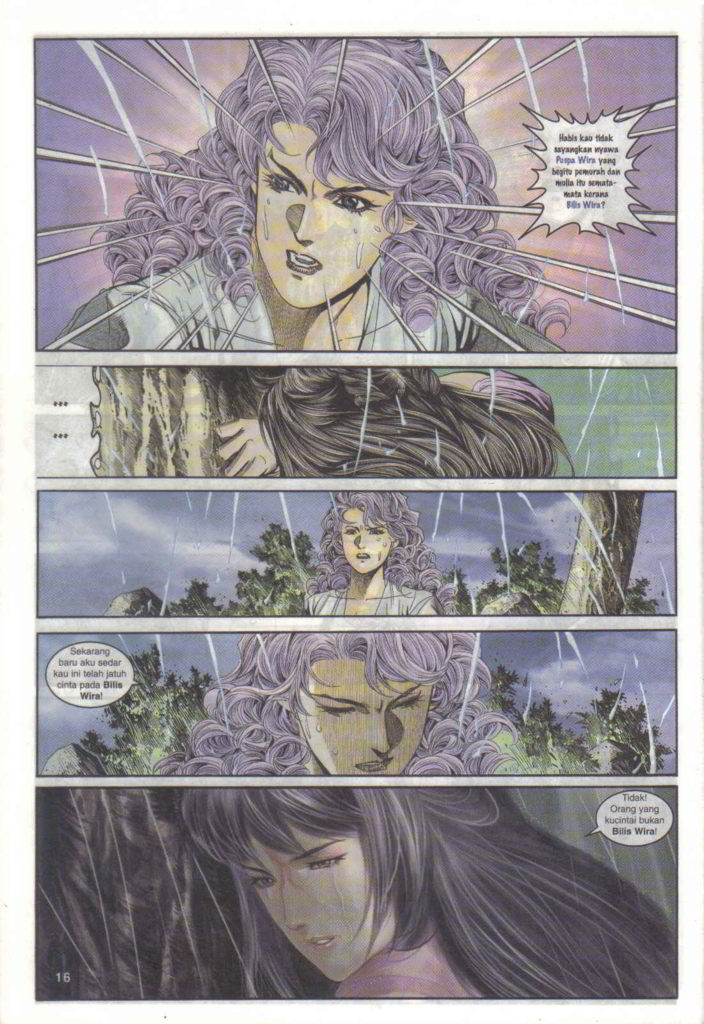 Habis kau tidak
sayangkan nyawa
Puspa Wira yang
begitu pemurah dan
mulia itu semata-
mata kerana
Bilis Wira?
...
...
Sekarang
baru aku sedar
kau ini telah jatuh
cinta pada Bilis
Wira!
Tidak!
Orang yang
kucintai bukan
Bilis Wira!
16